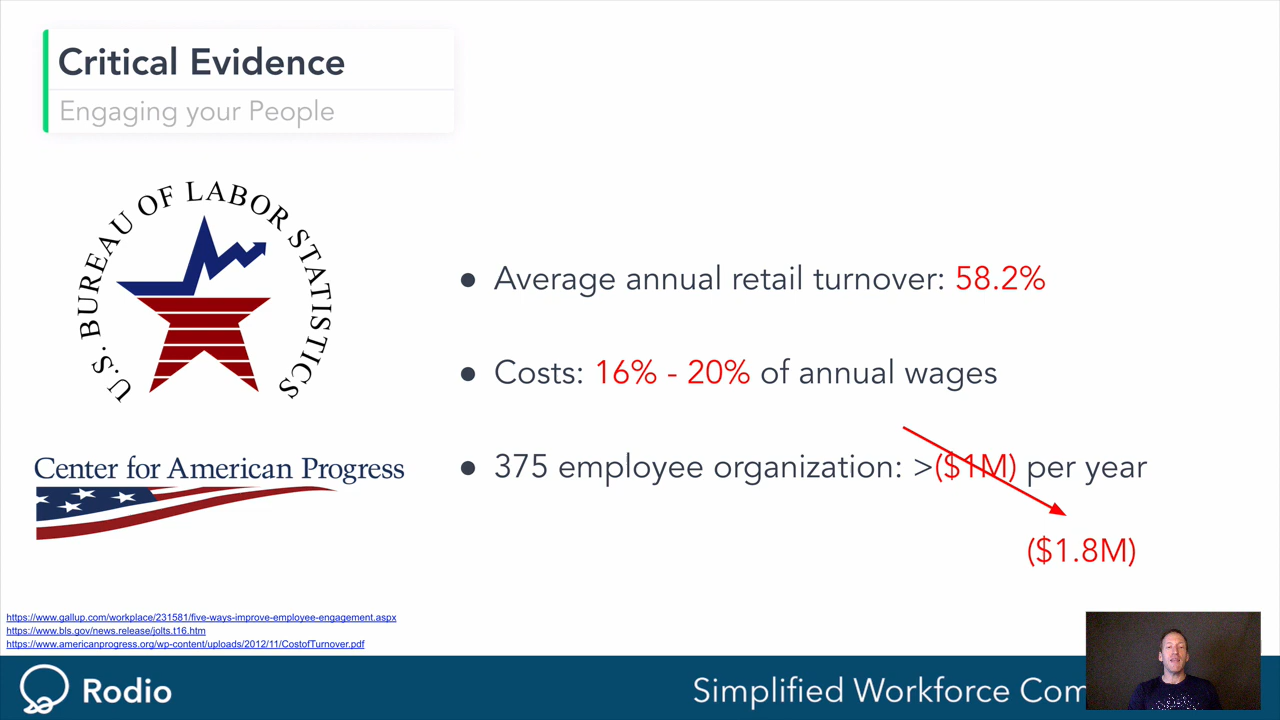 Critical Evidence
Engaging your People
U.S. BUREAU OF LABOR STATISTICS
● Average annual retail turnover: 58.2%
● Costs: 16% - 20% of annual wages
Center for American Progress
● 375 employee organization: >($1M) per year
($1.8M)
https://www.gallup.com/workplace/231581/five-ways-improve-employee-engagement.aspx
https://www.bls.gov/news.release/jolts.t16.htm
https://www.americanprogress.org/wp-content/uploads/2012/11/CostofTurnover.pdf
Rodio
Simplified Workforce Com